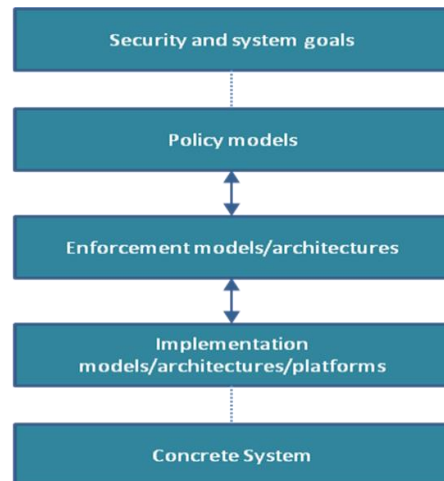 Security and system goals
Policy models
Enforcement models/architectures
Implementation
models/architectures/platforms
Concrete System